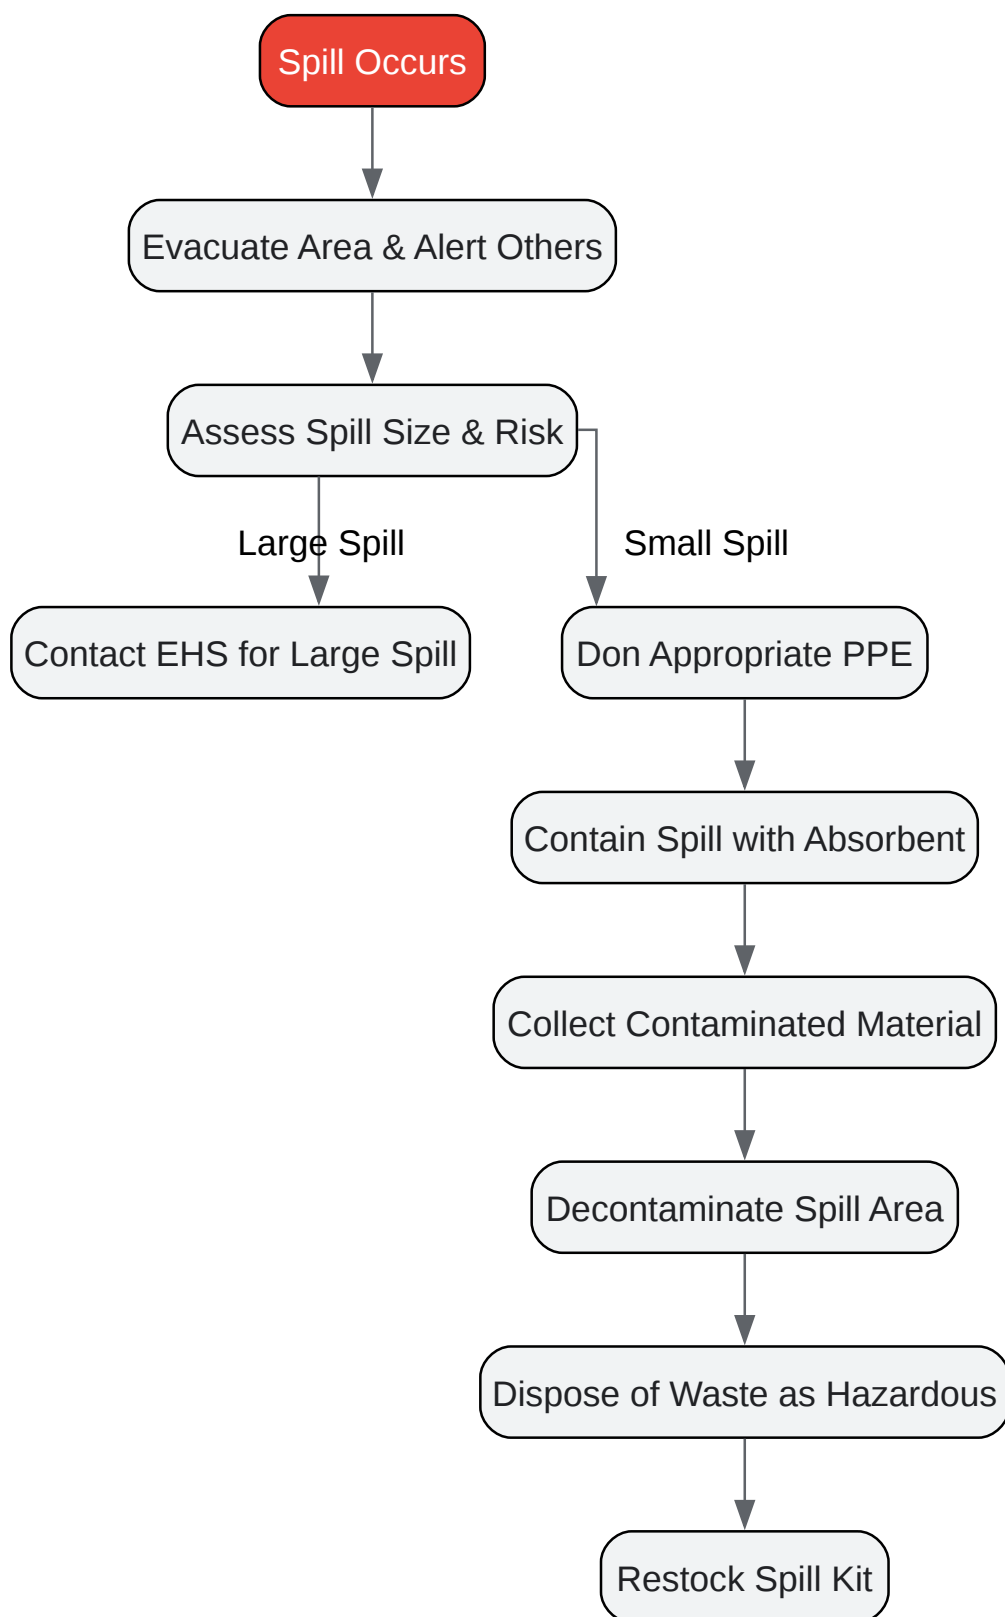 Spill Occurs
Evacuate Area & Alert Others
Assess Spill Size & Risk
Large Spill
Small Spill
Contact EHS for Large Spill
Don Appropriate PPE
Contain Spill with Absorbent
Collect Contaminated Material
Decontaminate Spill Area
Dispose of Waste as Hazardous
Restock Spill Kit